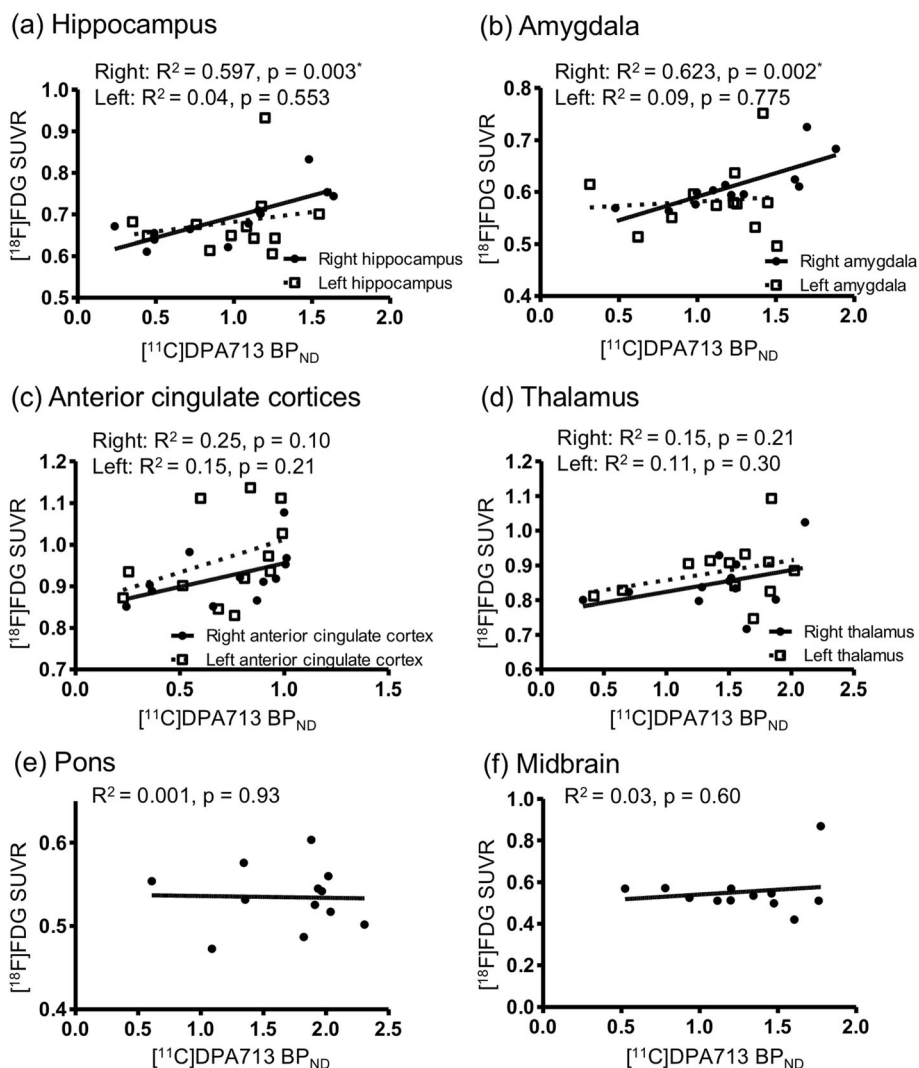 (a) Hippocampus
Right: R² = 0.597, p = 0.003*
Left: R² = 0.04, p = 0.553
[¹⁸F]FDG SUVR
1.0
0.9
0.8
0.7
0.6
0.5
Right hippocampus
Left hippocampus
0.0 0.5 1.0 1.5 2.0
[¹¹C]DPA713 BP_ND
(b) Amygdala
Right: R² = 0.623, p = 0.002*
Left: R² = 0.09, p = 0.775
[¹⁸F]FDG SUVR
0.8
0.7
0.6
0.5
0.4
Right amygdala
Left amygdala
0.0 0.5 1.0 1.5 2.0
[¹¹C]DPA713 BP_ND
(c) Anterior cingulate cortices
Right: R² = 0.25, p = 0.10
Left: R² = 0.15, p = 0.21
[¹⁸F]FDG SUVR
1.2
1.1
1.0
0.9
0.8
0.7
Right anterior cingulate cortex
Left anterior cingulate cortex
0.0 0.5 1.0 1.5
[¹¹C]DPA713 BP_ND
(d) Thalamus
Right: R² = 0.15, p = 0.21
Left: R² = 0.11, p = 0.30
[¹⁸F]FDG SUVR
1.2
1.1
1.0
0.9
0.8
0.7
0.6
Right thalamus
Left thalamus
0.0 0.5 1.0 1.5 2.0 2.5
[¹¹C]DPA713 BP_ND
(e) Pons
R² = 0.001, p = 0.93
[¹⁸F]FDG SUVR
0.6
0.5
0.4
0.0 0.5 1.0 1.5 2.0 2.5
[¹¹C]DPA713 BP_ND
(f) Midbrain
R² = 0.03, p = 0.60
[¹⁸F]FDG SUVR
1.0
0.8
0.6
0.4
0.2
0.0
0.0 0.5 1.0 1.5 2.0
[¹¹C]DPA713 BP_ND